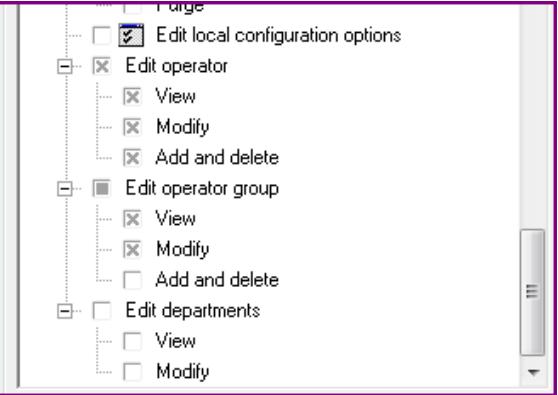 Purge
Edit local configuration options
Edit operator
View
Modify
Add and delete
Edit operator group
View
Modify
Add and delete
Edit departments
View
Modify